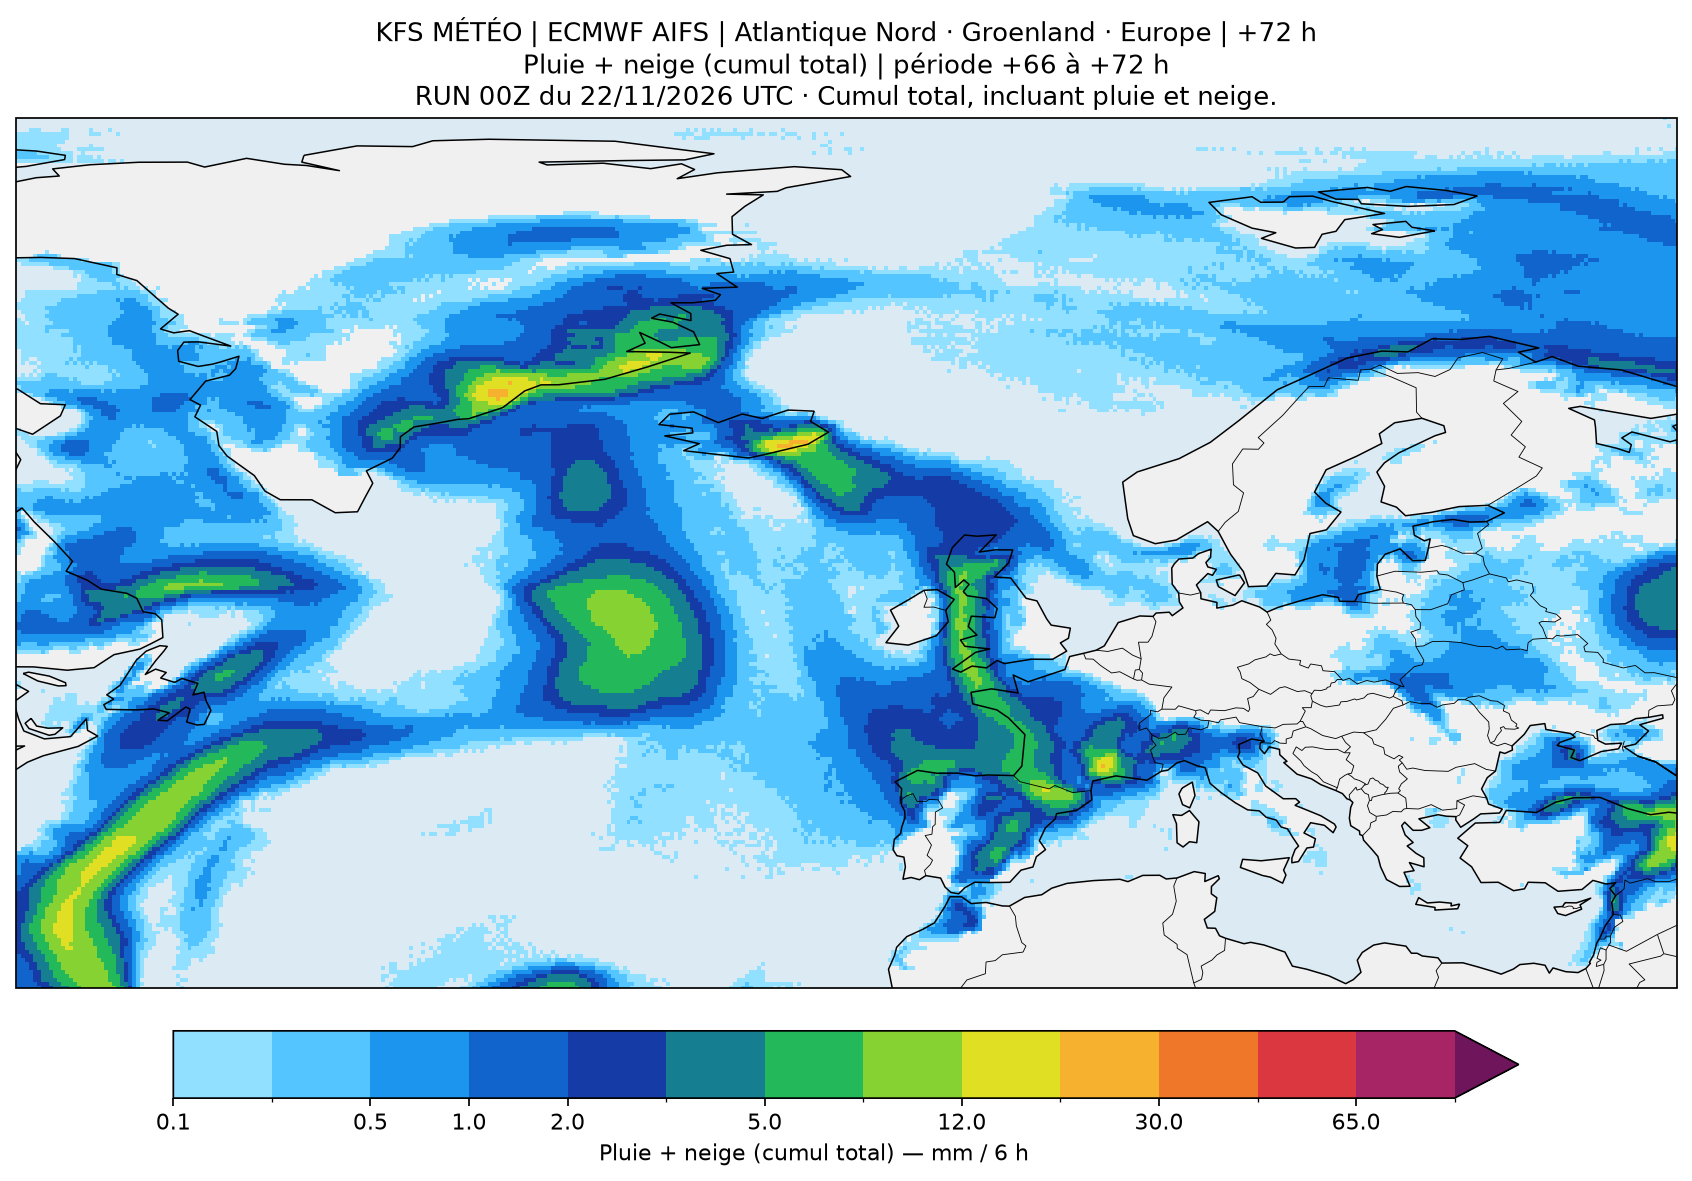 KFS MÉTÉO | ECMWF AIFS | Atlantique Nord · Groenland · Europe | +72 h
Pluie + neige (cumul total) | période +66 à +72 h
RUN 00Z du 22/11/2026 UTC · Cumul total, incluant pluie et neige.
0.1 0.5 1.0 2.0 5.0 12.0 30.0 65.0
Pluie + neige (cumul total) — mm / 6 h